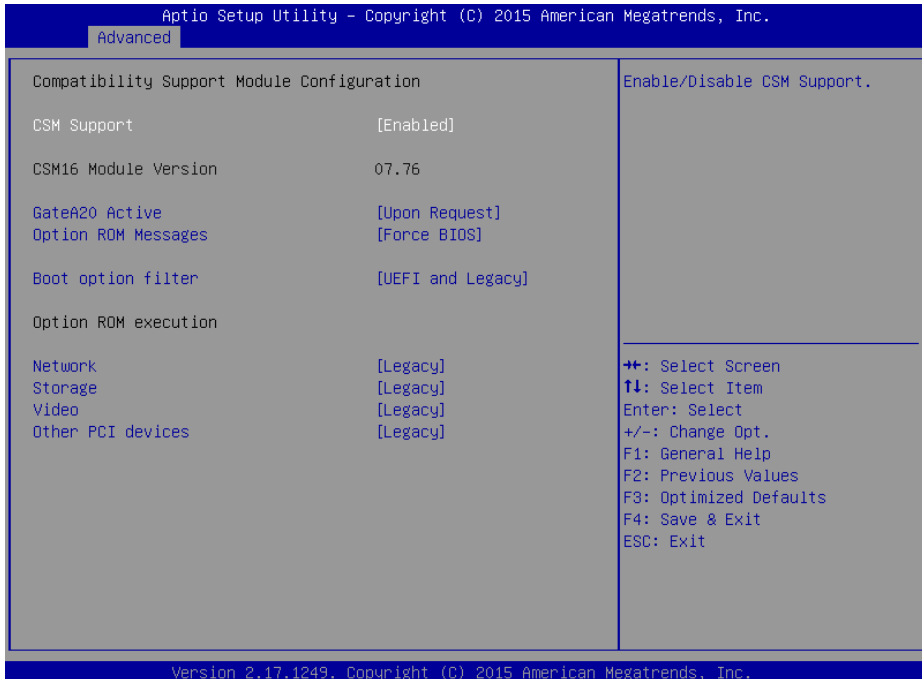 Aptio Setup Utility – Copyright (C) 2015 American Megatrends, Inc.
Advanced
Compatibility Support Module Configuration
CSM Support [Enabled]
CSM16 Module Version 07.76
GateA20 Active [Upon Request]
Option ROM Messages [Force BIOS]
Boot option filter [UEFI and Legacy]
Option ROM execution
Network [Legacy]
Storage [Legacy]
Video [Legacy]
Other PCI devices [Legacy]
Enable/Disable CSM Support.
→←: Select Screen
↑↓: Select Item
Enter: Select
+/-: Change Opt.
F1: General Help
F2: Previous Values
F3: Optimized Defaults
F4: Save & Exit
ESC: Exit
Version 2.17.1249. Copyright (C) 2015 American Megatrends, Inc.